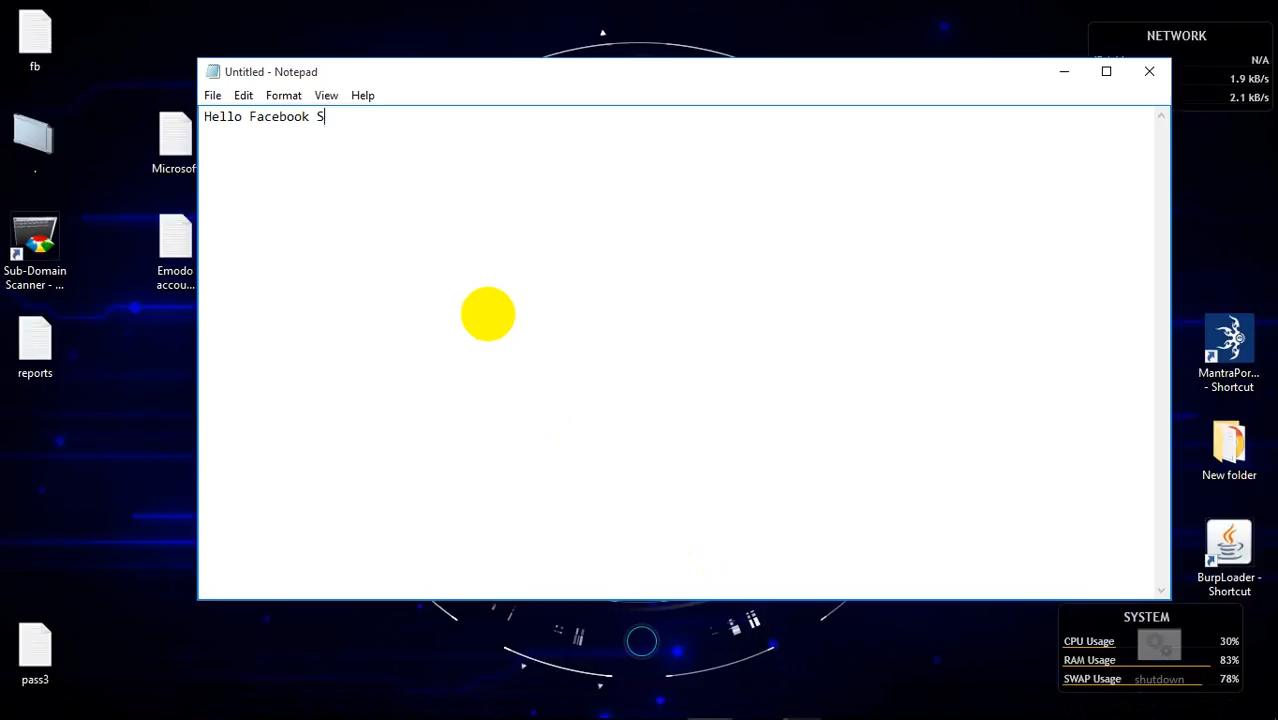 fb
NETWORK
N/A
1.9 kB/s
2.1 kB/s
Untitled - Notepad
File Edit Format View Help
Hello Facebook S
.
Microsof
Sub-Domain
Scanner - ...
Emodo
accou...
reports
MantraPor...
- Shortcut
New folder
BurpLoader -
Shortcut
pass3
SYSTEM
CPU Usage 30%
RAM Usage 83%
SWAP Usage 78%
shutdown